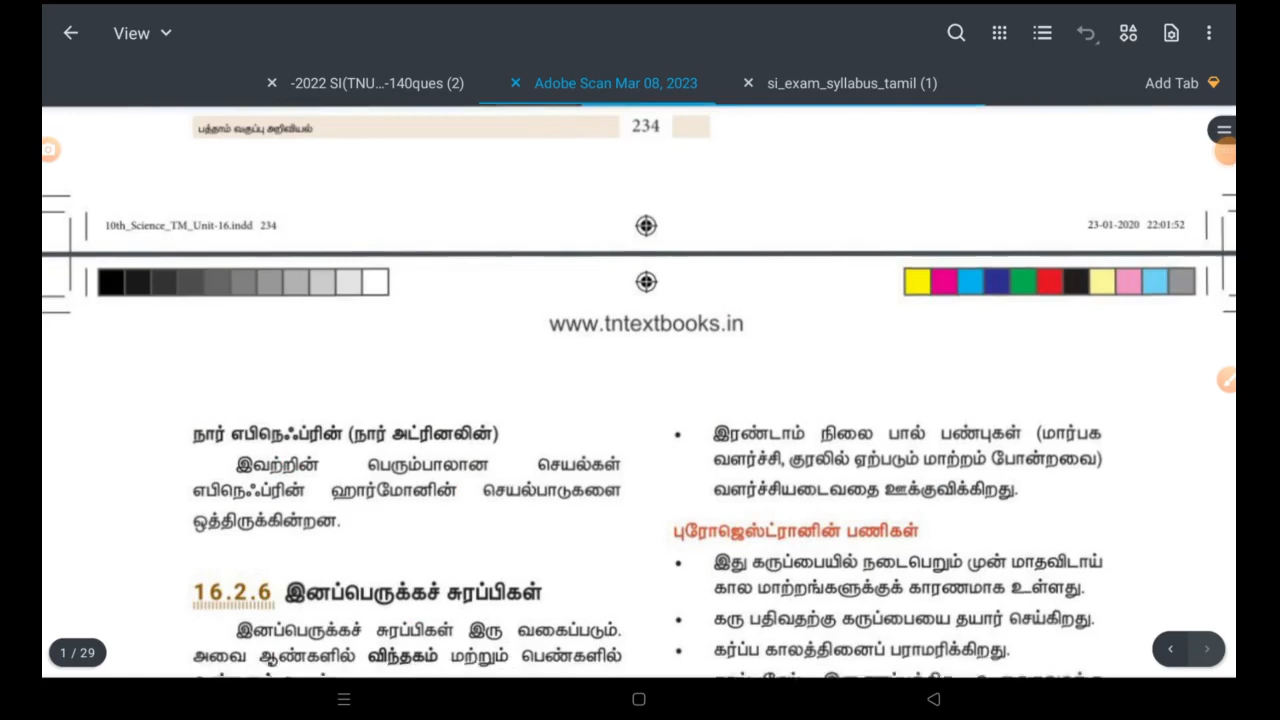 View
-2022 SI(TNU...-140ques (2)
Adobe Scan Mar 08, 2023
si_exam_syllabus_tamil (1)
Add Tab
பத்தாம் வகுப்பு அறிவியல்
234
10th_Science_TM_Unit-16.indd 234
23-01-2020 22:01:52
www.tntextbooks.in
நார் எபிநெஃப்ரின் (நார் அட்ரினலின்)
இவற்றின் பெரும்பாலான செயல்கள்
எபிநெஃப்ரின் ஹார்மோனின் செயல்பாடுகளை
ஒத்திருக்கின்றன.
16.2.6 இனப்பெருக்கச் சுரப்பிகள்
இனப்பெருக்கச் சுரப்பிகள் இரு வகைப்படும்.
அவை ஆண்களில் விந்தகம் மற்றும் பெண்களில்
• இரண்டாம் நிலை பால் பண்புகள் (மார்பக
வளர்ச்சி, குரலில் ஏற்படும் மாற்றம் போன்றவை)
வளர்ச்சியடைவதை ஊக்குவிக்கிறது.
புரோஜெஸ்ட்ரானின் பணிகள்
• இது கருப்பையில் நடைபெறும் முன் மாதவிடாய்
கால மாற்றங்களுக்குக் காரணமாக உள்ளது.
• கரு பதிவதற்கு கருப்பையை தயார் செய்கிறது.
• கர்ப்ப காலத்தினைப் பராமரிக்கிறது.
1 / 29